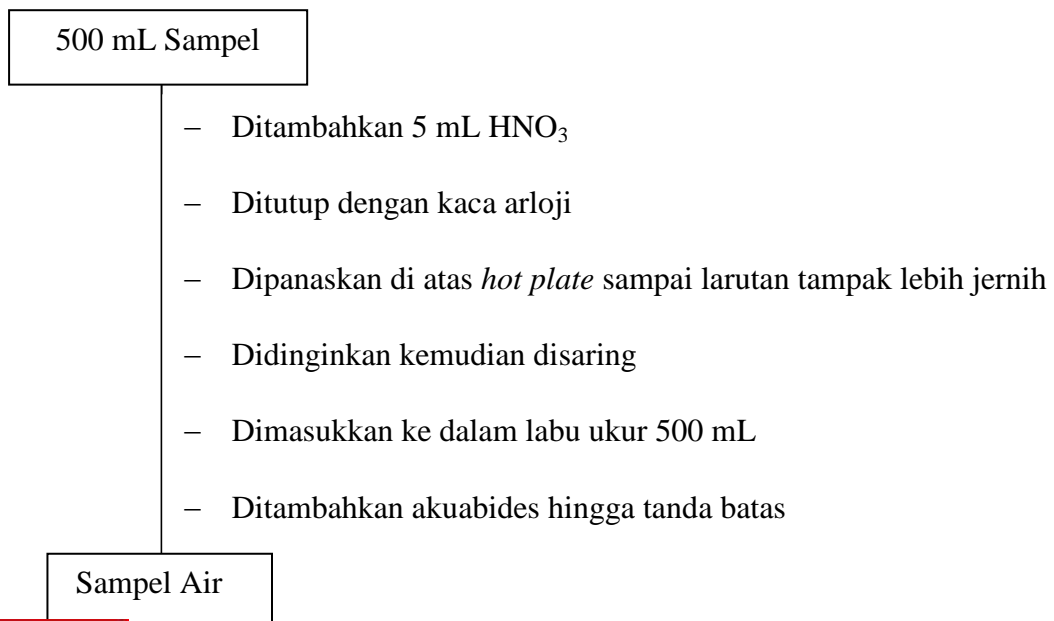 500 mL Sampel
– Ditambahkan 5 mL HNO₃
– Ditutup dengan kaca arloji
– Dipanaskan di atas hot plate sampai larutan tampak lebih jernih
– Didinginkan kemudian disaring
– Dimasukkan ke dalam labu ukur 500 mL
– Ditambahkan akuabides hingga tanda batas
Sampel Air